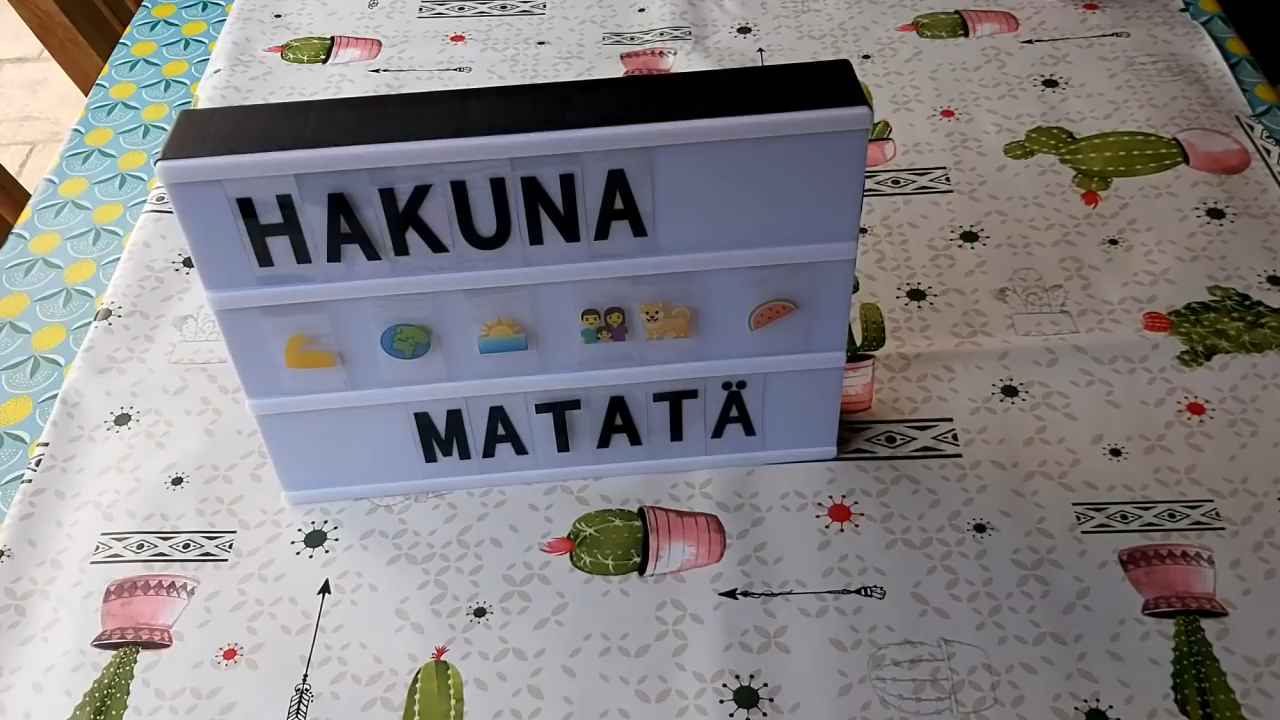 HAKUNA
💪 🌍 🌅 👨‍👩‍👦 🐕 🍉
MATATÄ